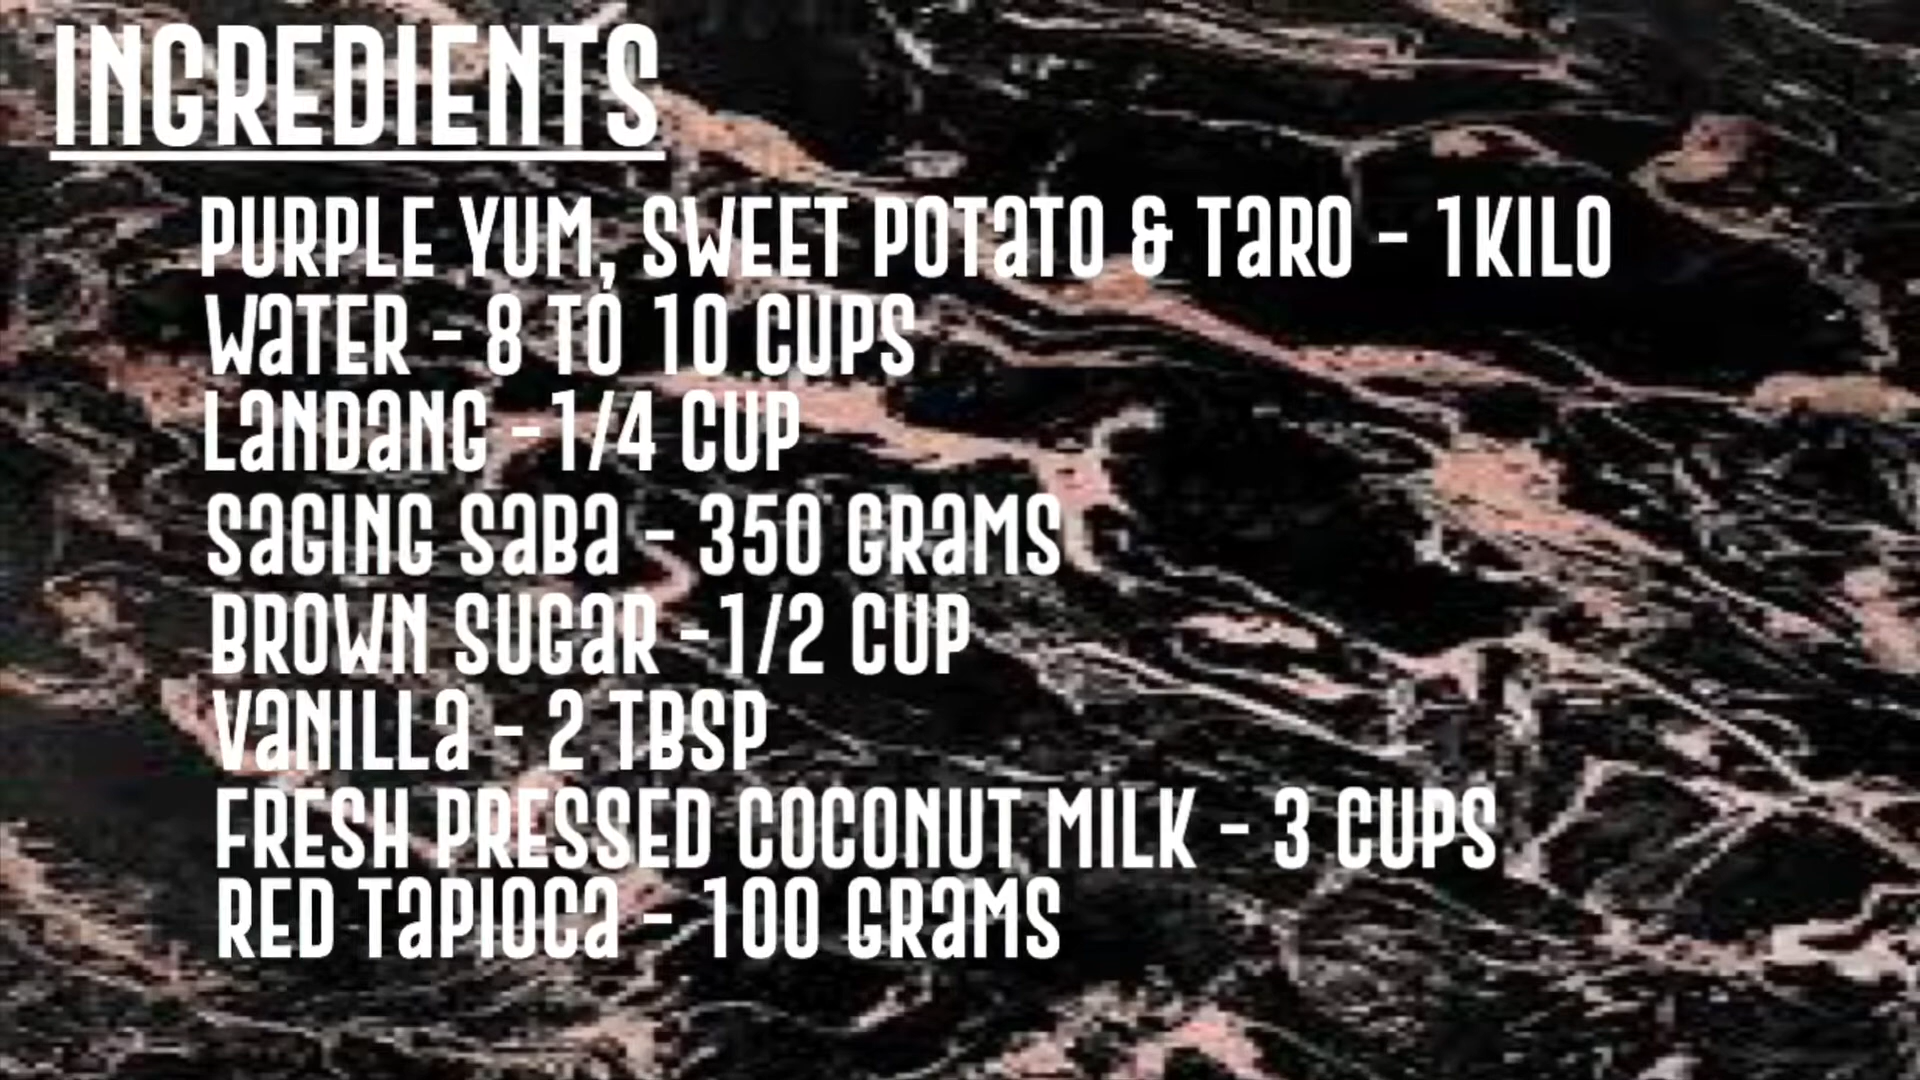 INGREDIENTS
PURPLE YUM, SWEET POTATO & TARO - 1KILO
WATER - 8 TO 10 CUPS
LANDANG -1/4 CUP
SAGING SABA - 350 GRAMS
BROWN SUGAR -1/2 CUP
VANILLA - 2 TBSP
FRESH PRESSED COCONUT MILK - 3 CUPS
RED TAPIOCA - 100 GRAMS